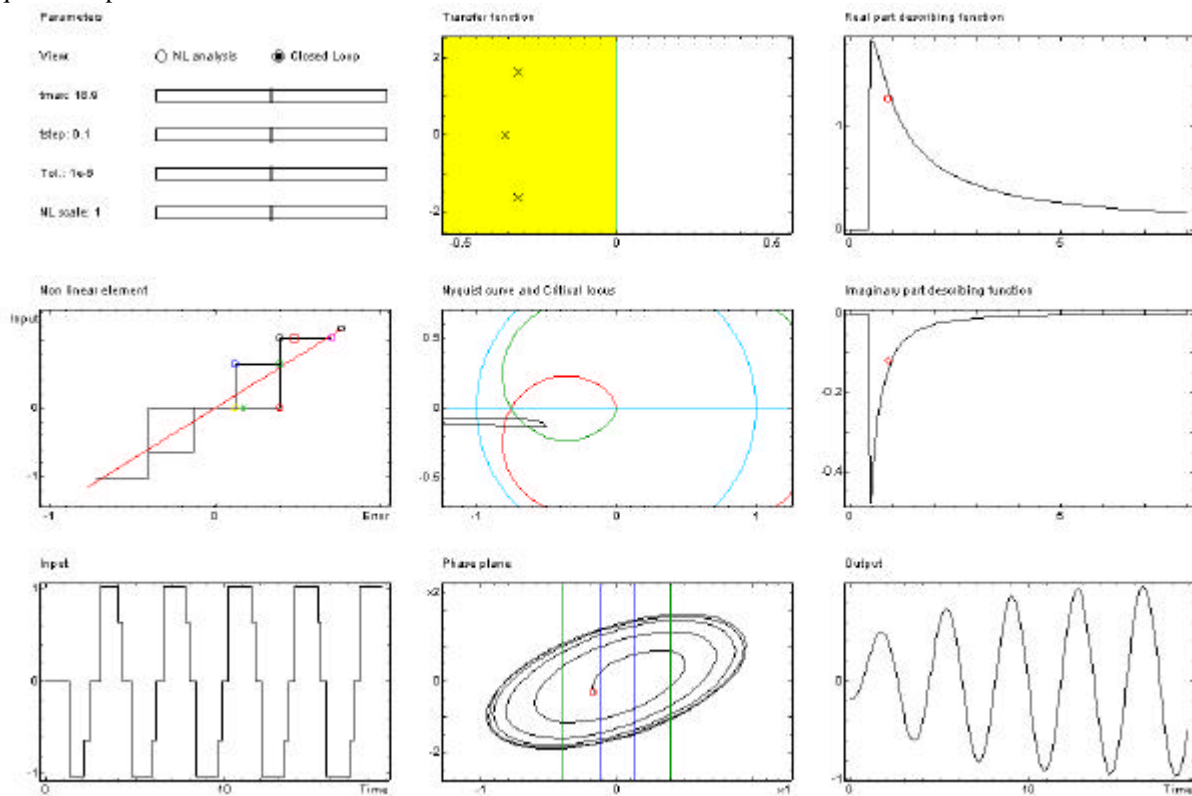 Parameters
View NL analysis Closed Loop
tmax: 18.9
tstep: 0.1
Tol.: 1e-6
NL scale: 1
Transfer function
2
0
-2
-0.5 0 0.5
Real part describing function
1
0
0 5
Non linear element
Input
0
-1
-1 0 Error
Nyquist curve and Critical locus
0.5
0
-0.5
-1 0 1
Imaginary part describing function
0
-0.2
-0.4
0 5
Input
1
0
-1
0 10 Time
Phase plane
x2
0
-2
-1 0 x1
Output
1
0
-1
0 10 Time